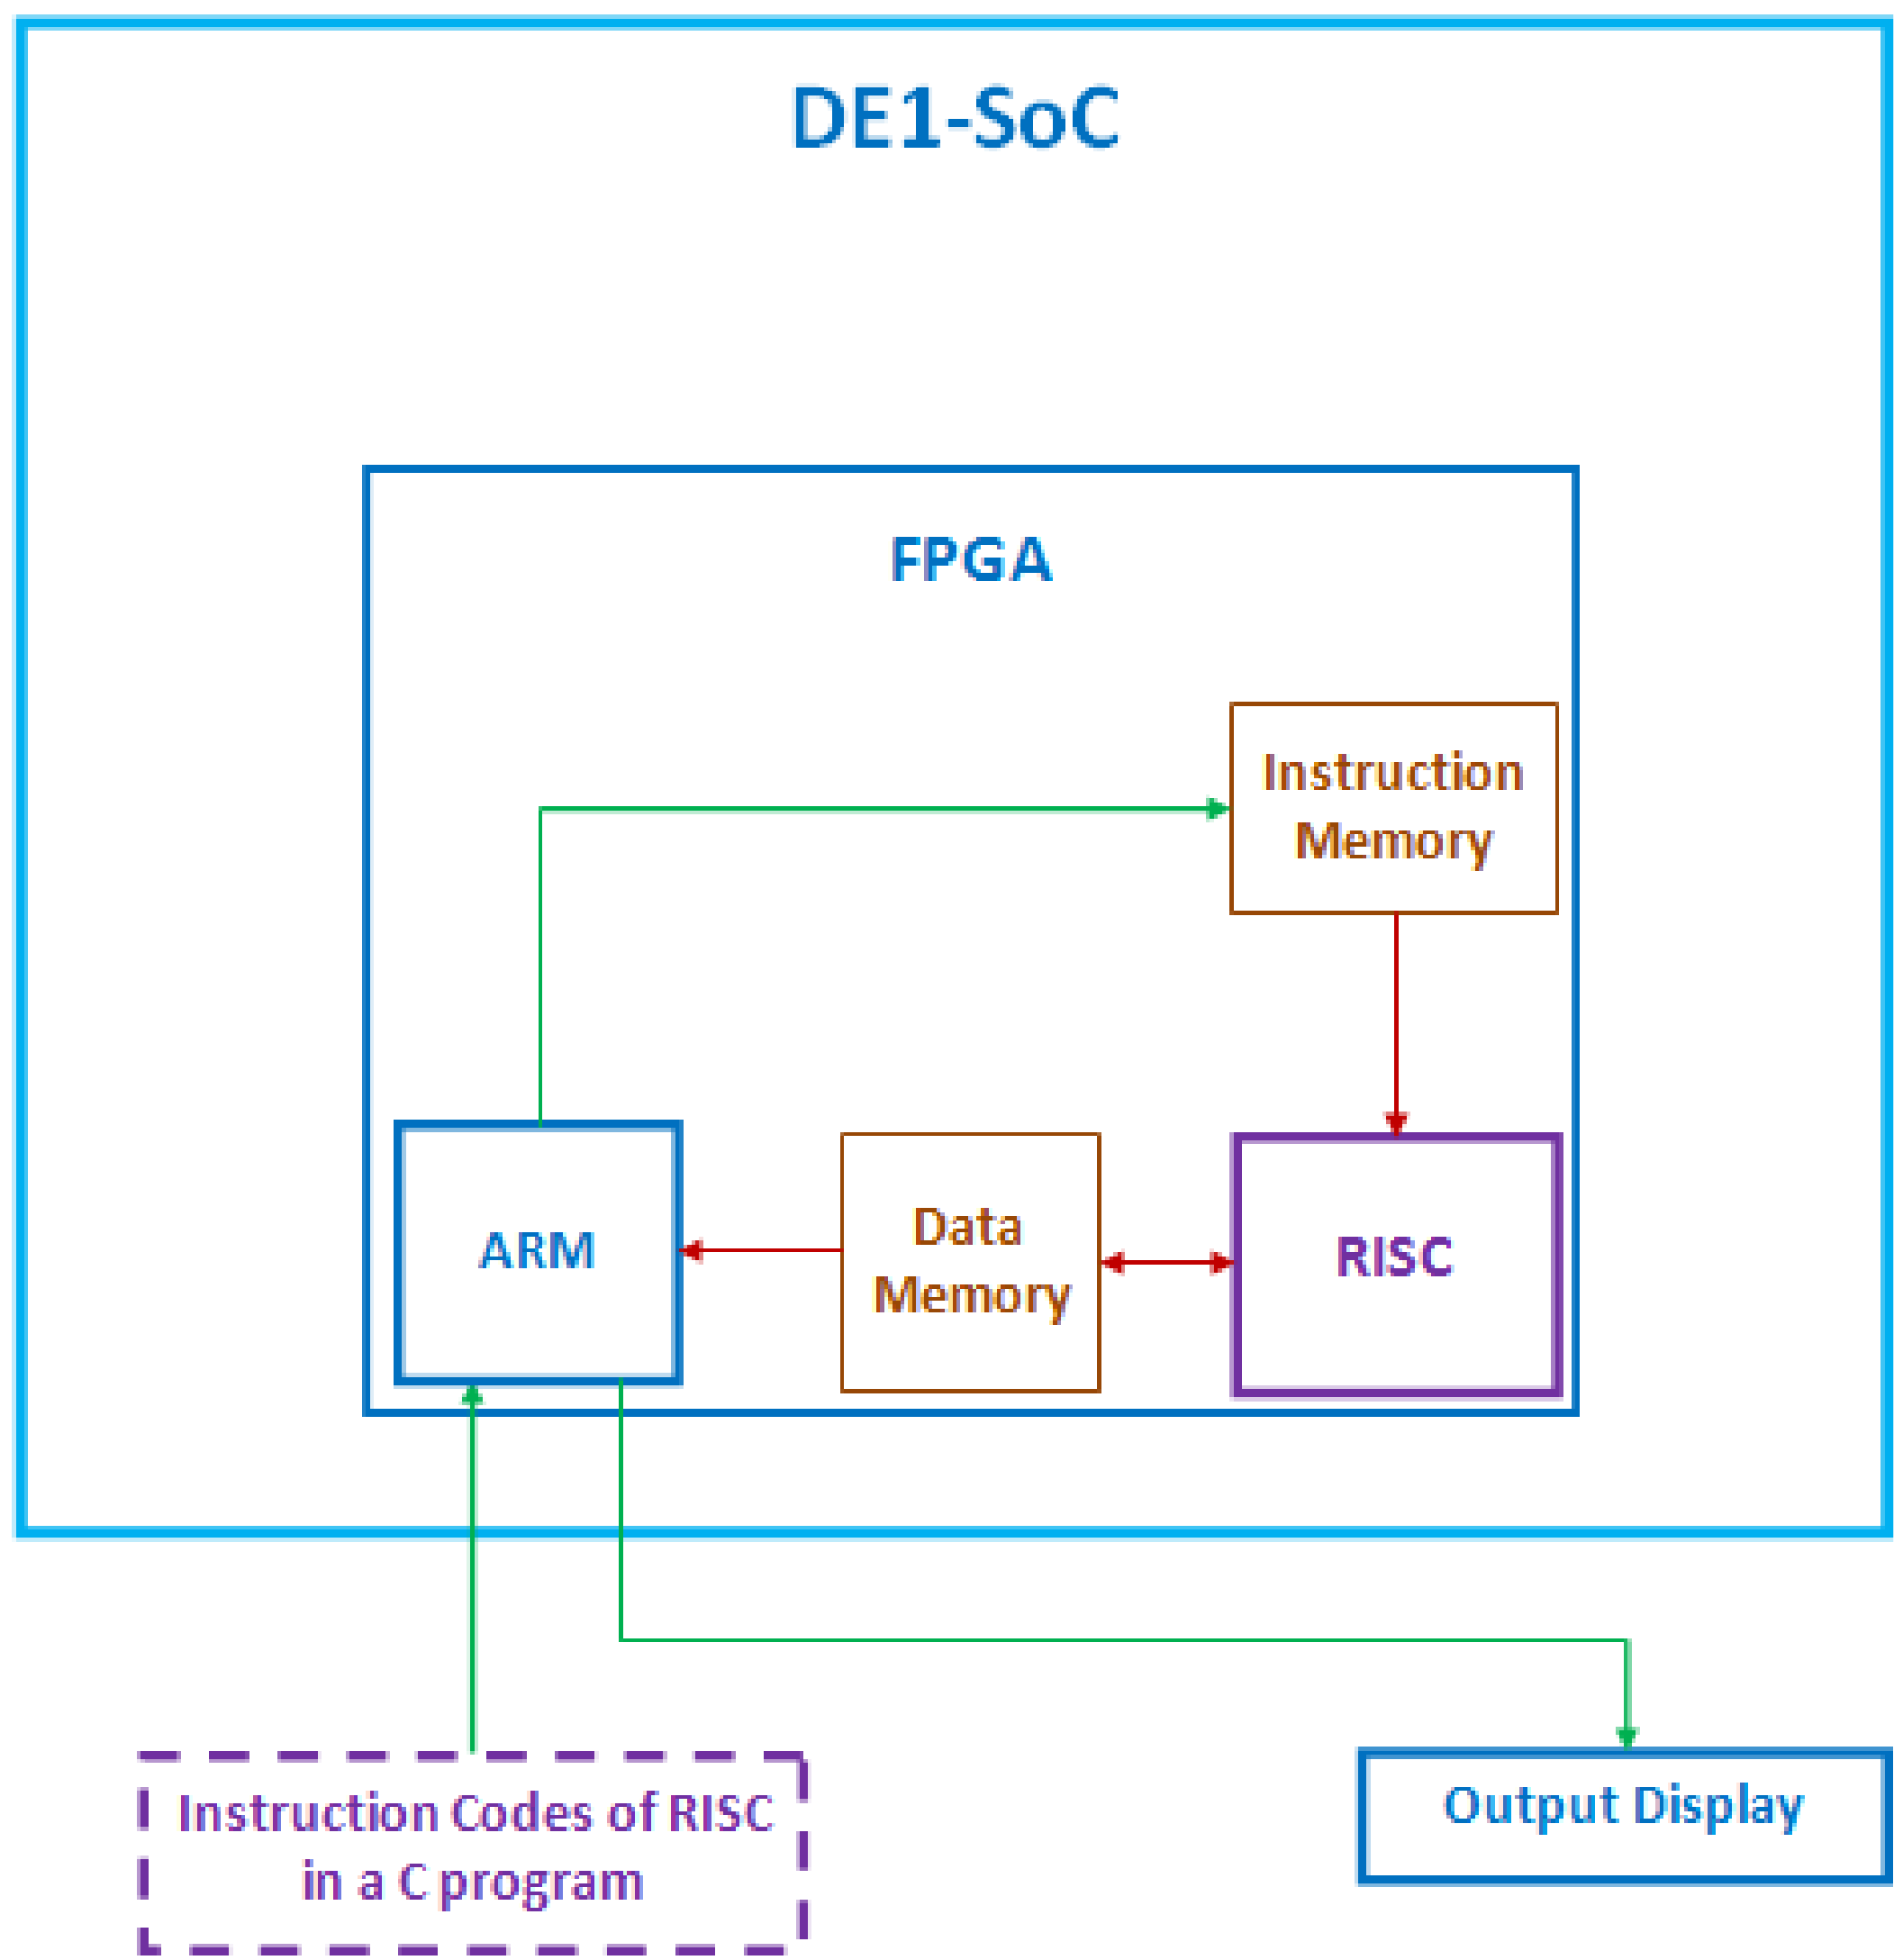 DE1-SoC
FPGA
Instruction
Memory
ARM
Data
Memory
RISC
Instruction Codes of RISC
in a C program
Output Display